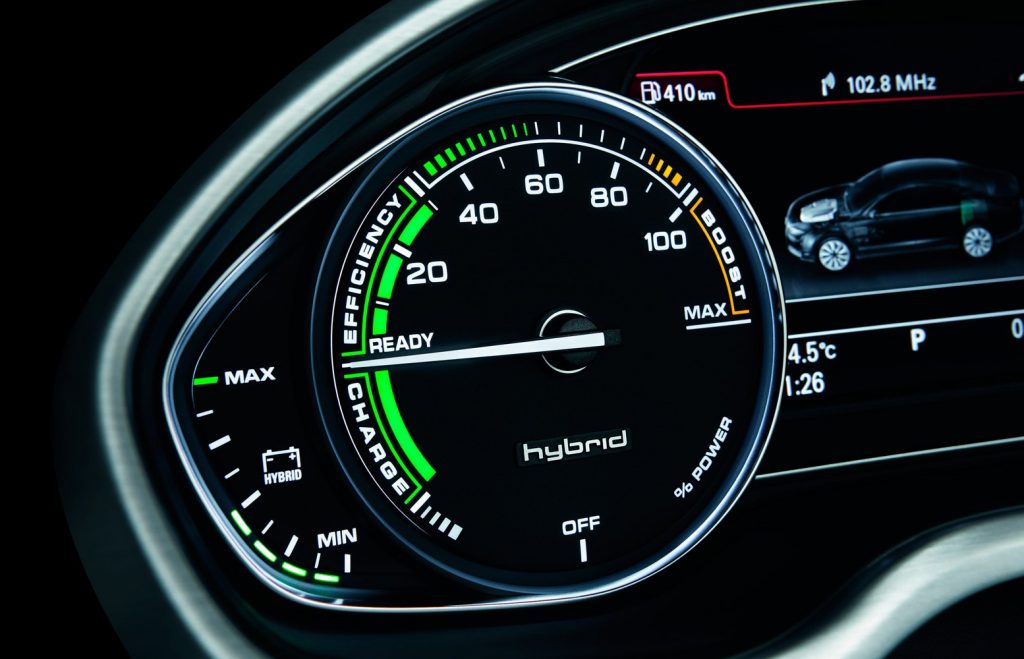 410 km
102.8 MHz
60
40
80
100
20
EFFICIENCY
BOOST
MAX
READY
4.5°C
P
0
1:26
MAX
CHARGE
HYBRID
hybrid
% POWER
MIN
OFF